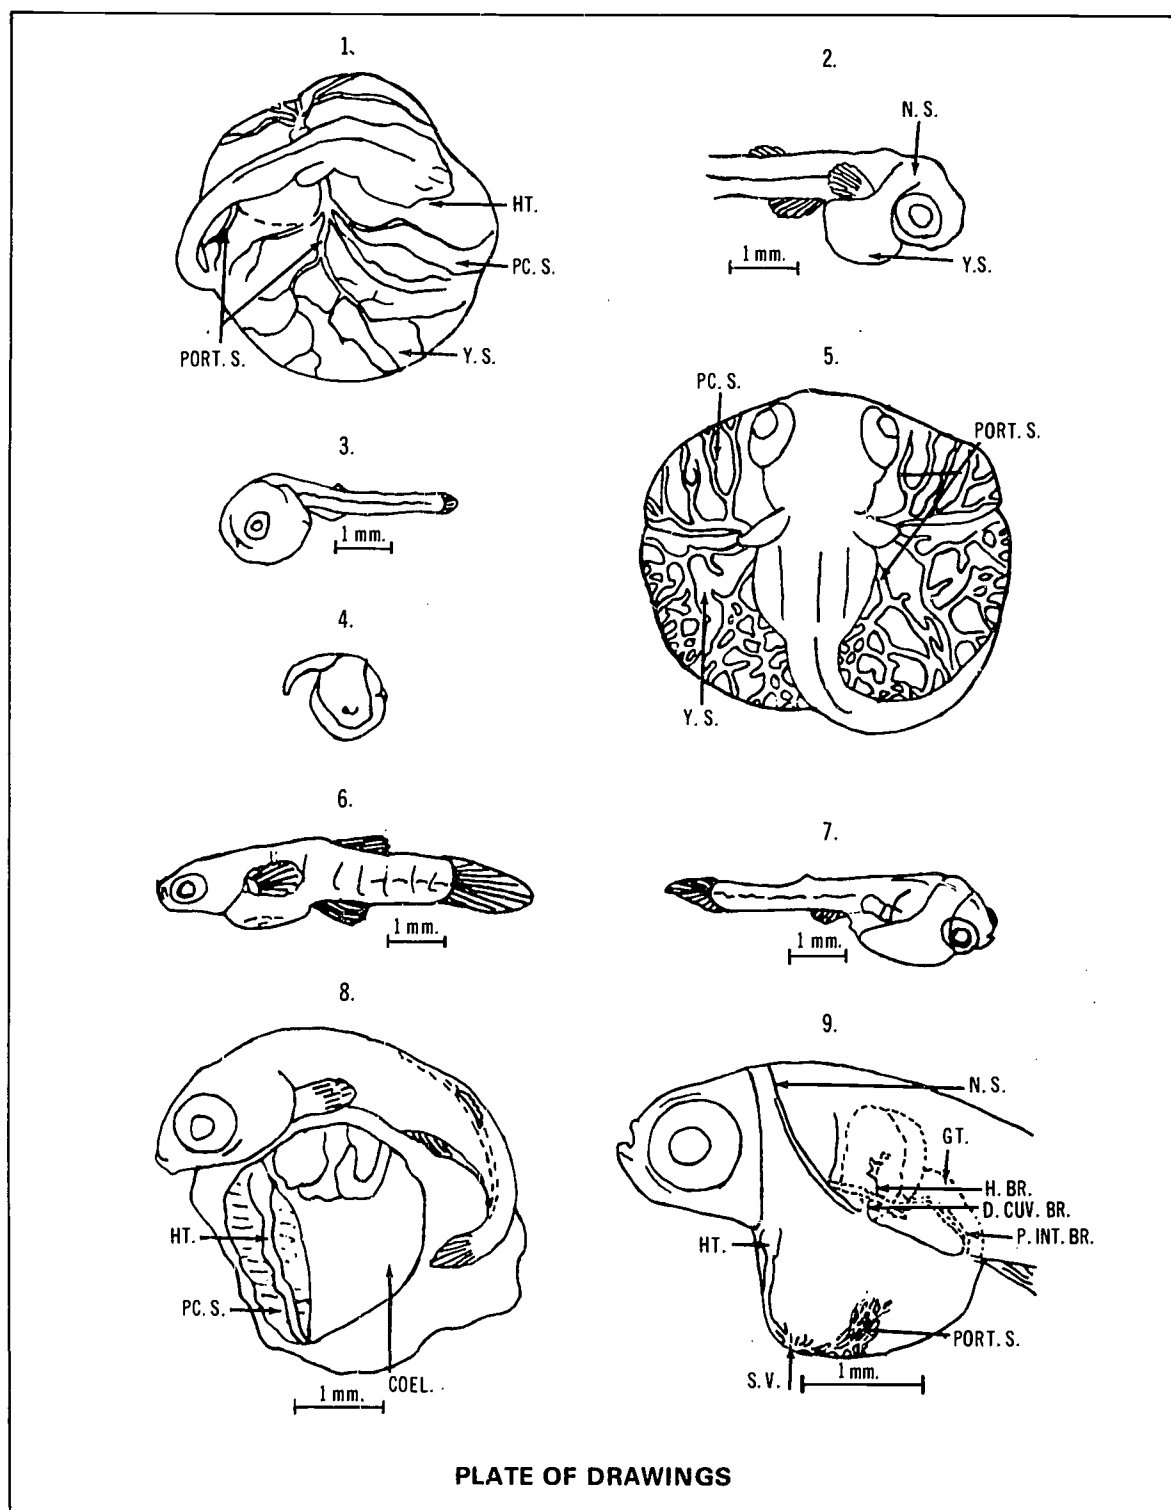 1.
HT.
PC. S.
PORT. S.
Y. S.
2.
N. S.
1 mm.
Y.S.
3.
1 mm.
4.
5.
PC. S.
PORT. S.
Y. S.
6.
1 mm.
7.
1 mm.
8.
HT.
PC. S.
COEL.
1 mm.
9.
N. S.
GT.
H. BR.
D. CUV. BR.
P. INT. BR.
HT.
PORT. S.
S. V.
1 mm.
PLATE OF DRAWINGS